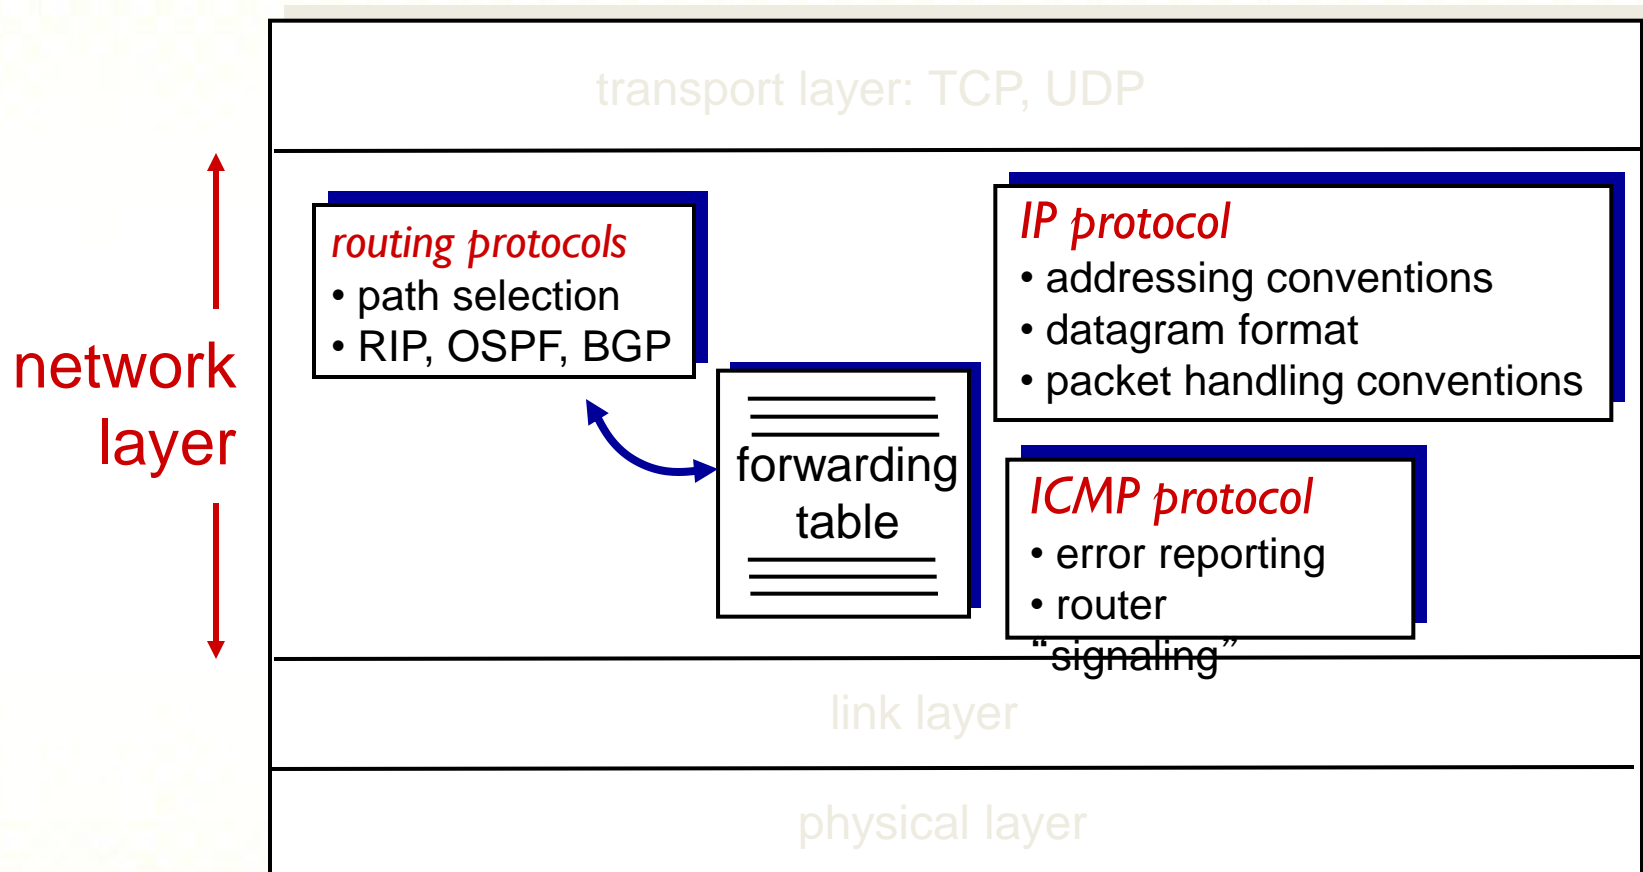 transport layer: TCP, UDP
network
layer
routing protocols
• path selection
• RIP, OSPF, BGP
forwarding
table
IP protocol
• addressing conventions
• datagram format
• packet handling conventions
ICMP protocol
• error reporting
• router
“signaling”
link layer
physical layer